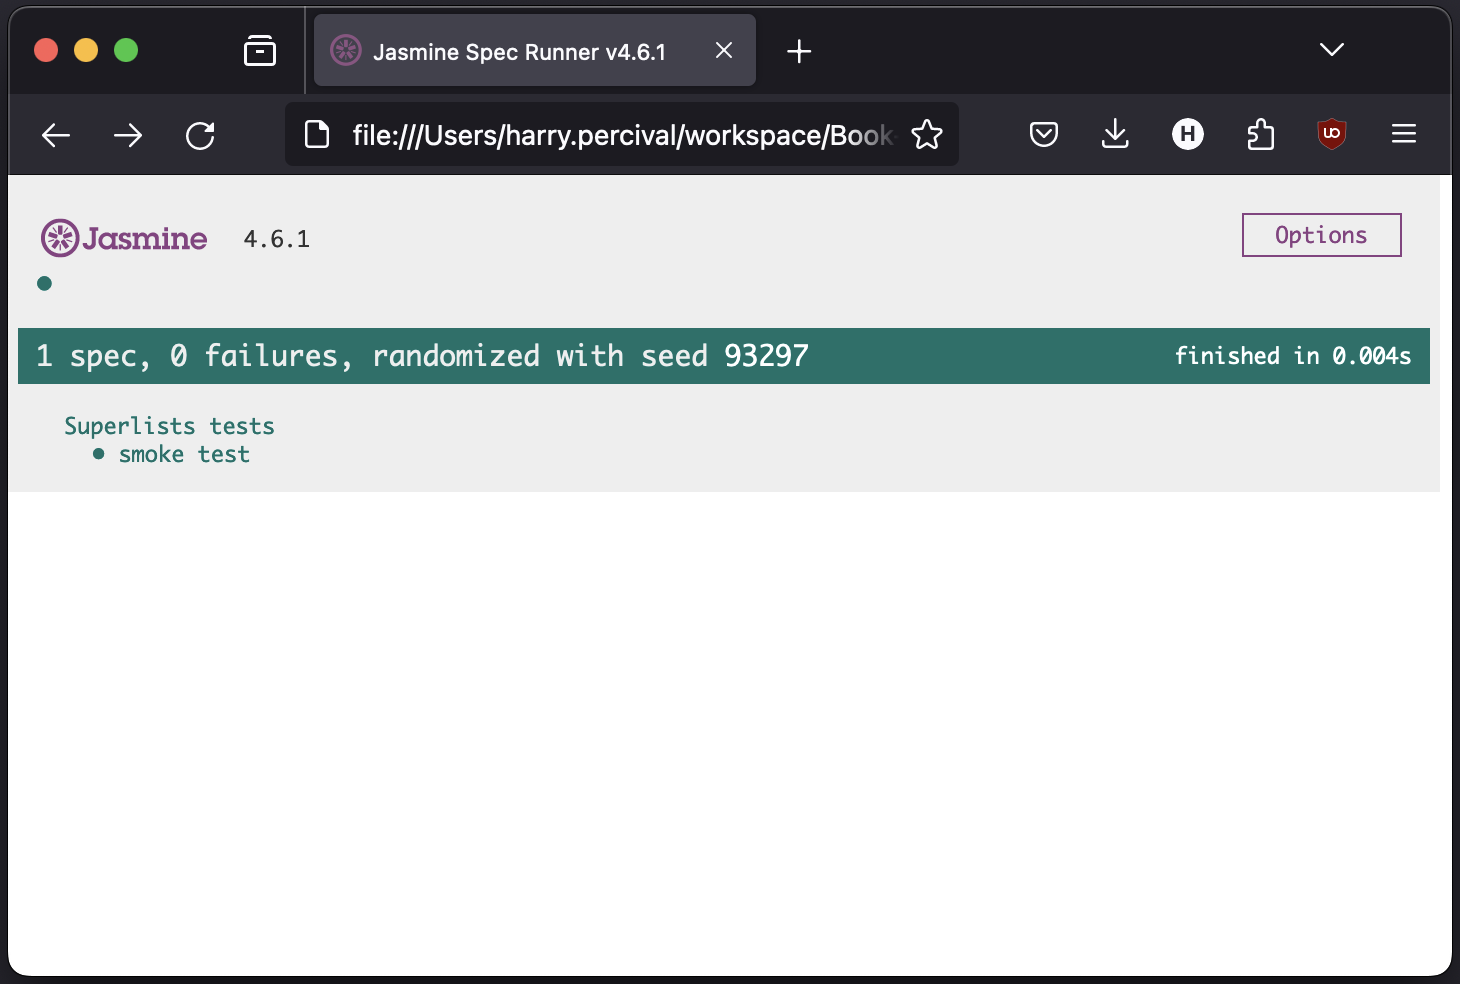 Jasmine Spec Runner v4.6.1
file:///Users/harry.percival/workspace/Book-
H
uo
Jasmine 4.6.1
Options
1 spec, 0 failures, randomized with seed 93297
finished in 0.004s
Superlists tests
• smoke test